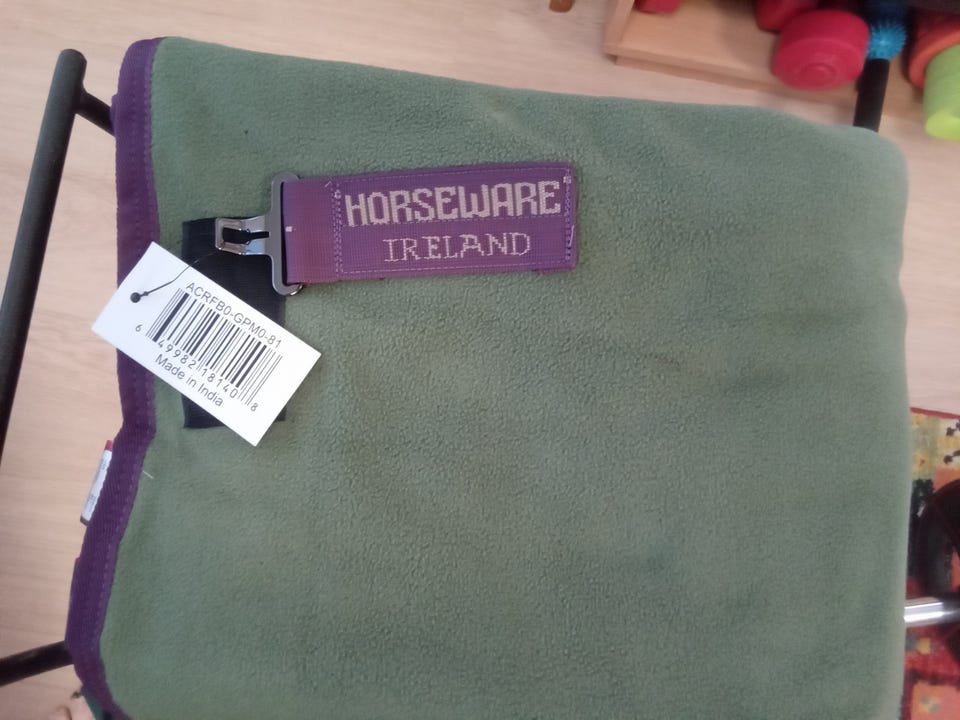 HORSEWARE
IRELAND
ACRFB0-GPM0-81
6 49982 18140 8
Made in India